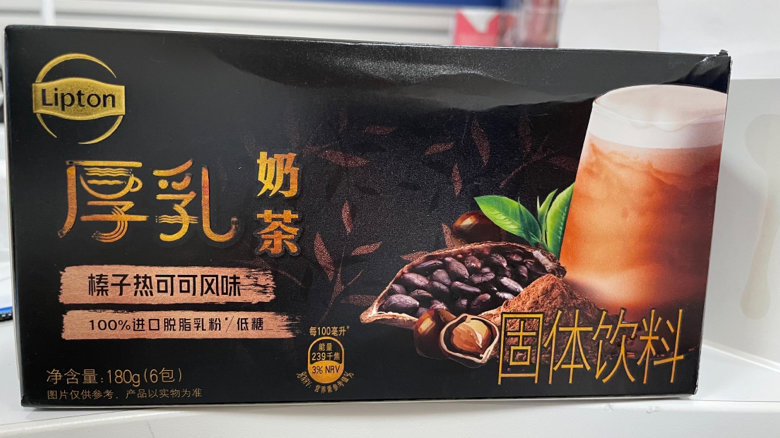 Lipton
厚乳
奶茶
榛子热可可风味
100%进口脱脂乳粉*/低糖
每100毫升*
能量
239千焦
3% NRV
净含量: 180g(6包)
图片仅供参考，产品以实物为准
固体饮料